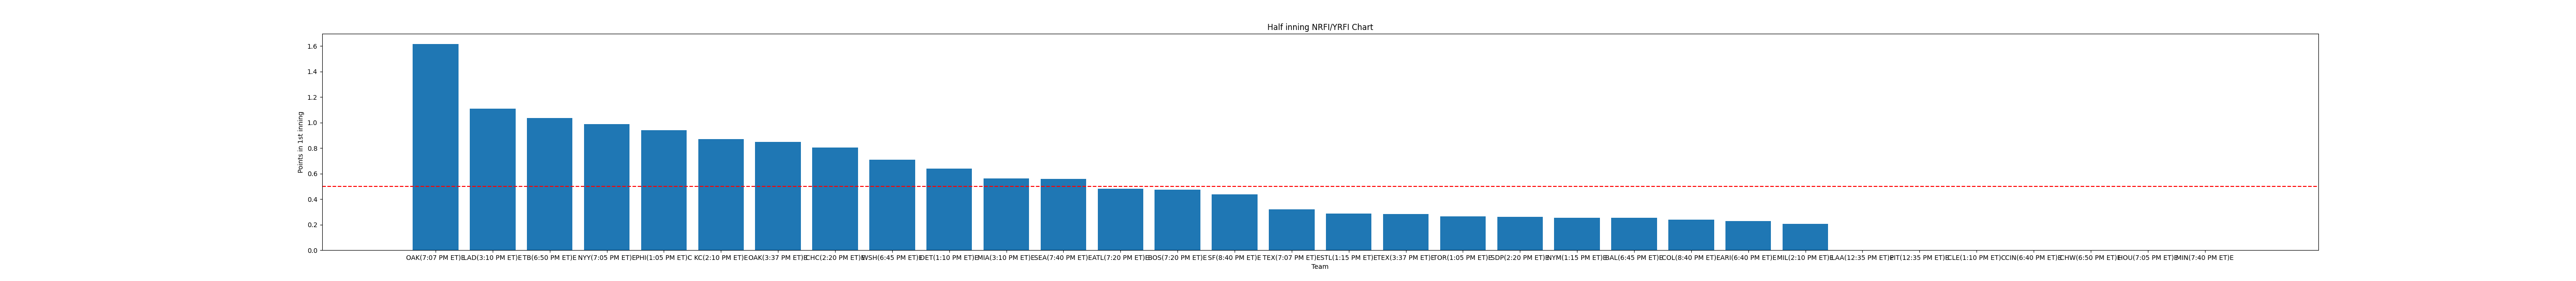 Half inning NRFI/YRFI Chart
1.6
1.4
1.2
1.0
0.8
0.6
0.4
0.2
0.0
Points in 1st inning
OAK(7:07 PM ET) LAD(3:10 PM ET)E TB(6:50 PM ET)E NYY(7:05 PM ET)E PHI(1:05 PM ET)C KC(2:10 PM ET)E OAK(3:37 PM ET) CHC(2:20 PM ET) WSH(6:45 PM ET) DET(1:10 PM ET) MIA(3:10 PM ET) SEA(7:40 PM ET) ATL(7:20 PM ET) BOS(7:20 PM ET)E SF(8:40 PM ET)E TEX(7:07 PM ET) STL(1:15 PM ET) TEX(3:37 PM ET) TOR(1:05 PM ET) SDP(2:20 PM ET) NYM(1:15 PM ET) BAL(6:45 PM ET) COL(8:40 PM ET) ARI(6:40 PM ET)E MIL(2:10 PM ET) LAA(12:35 PM ET) PIT(12:35 PM ET) CLE(1:10 PM ET) CIN(6:40 PM ET) CHW(6:50 PM ET) HOU(7:05 PM ET) MIN(7:40 PM ET)E
Team